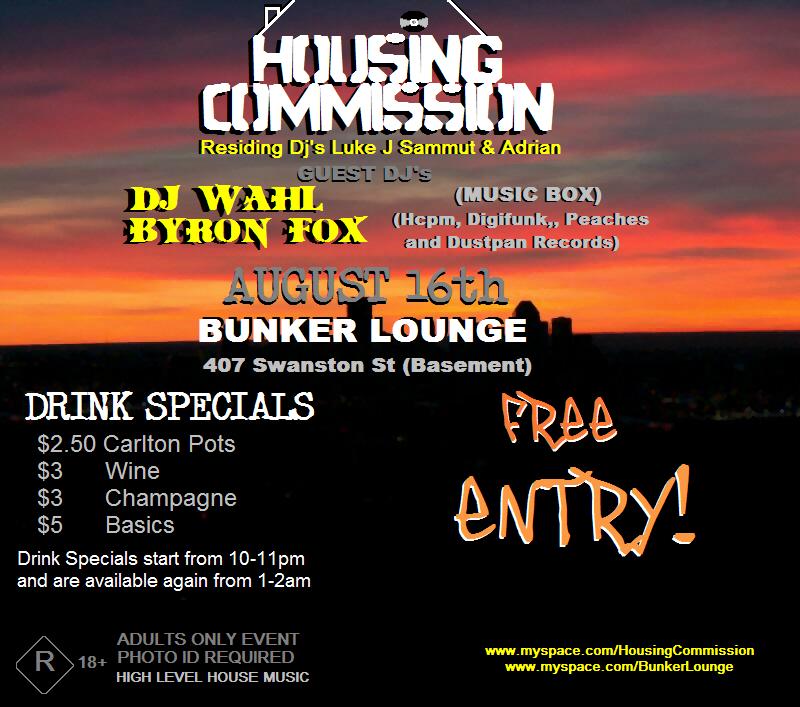 HOUSING
COMMISSION
Residing Dj's Luke J Sammut & Adrian
GUEST DJ's
DJ WAHL (MUSIC BOX)
BYRON FOX (Hcpm, Digifunk,, Peaches
and Dustpan Records)
AUGUST 16th
BUNKER LOUNGE
407 Swanston St (Basement)
DRINK SPECIALS
$2.50 Carlton Pots
$3 Wine
$3 Champagne
$5 Basics
Drink Specials start from 10-11pm
and are available again from 1-2am
FREE
ENTRY!
R 18+
ADULTS ONLY EVENT
PHOTO ID REQUIRED
HIGH LEVEL HOUSE MUSIC
www.myspace.com/HousingCommission
www.myspace.com/BunkerLounge